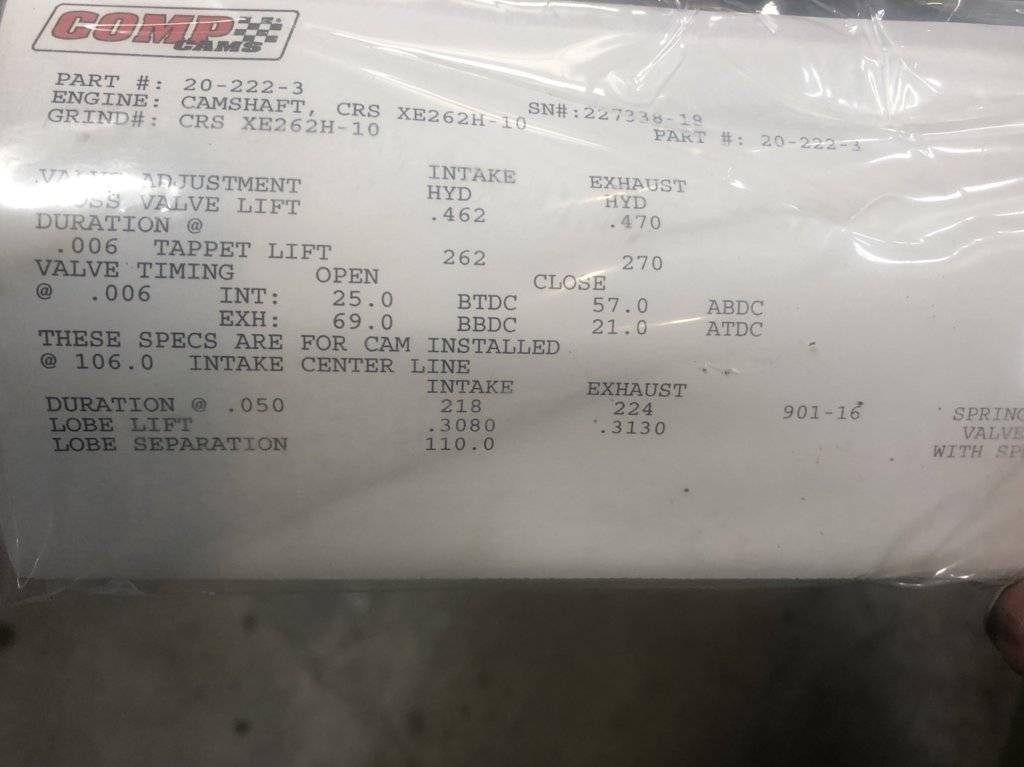 COMP
CAMS
PART #: 20-222-3
ENGINE: CAMSHAFT, CRS XE262H-10 SN#:227338-19
GRIND#: CRS XE262H-10 PART #: 20-222-3
INTAKE EXHAUST
VALVE ADJUSTMENT HYD HYD
VALVE LIFT .462 .470
DURATION @
.006 TAPPET LIFT 262 270
VALVE TIMING OPEN CLOSE
@ .006 INT: 25.0 BTDC 57.0 ABDC
EXH: 69.0 BBDC 21.0 ATDC
THESE SPECS ARE FOR CAM INSTALLED
@ 106.0 INTAKE CENTER LINE
INTAKE EXHAUST
DURATION @ .050 218 224 901-16 SPRING
LOBE LIFT .3080 .3130 VALVE
LOBE SEPARATION 110.0 WITH